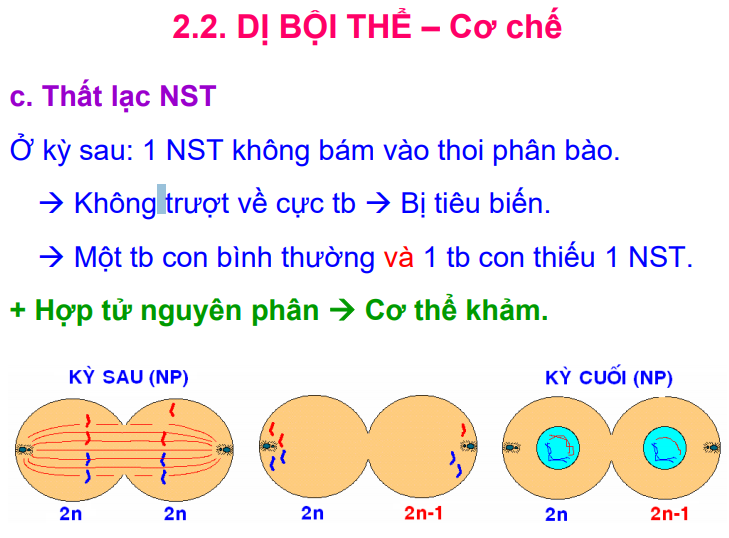 2.2. DỊ BỘI THỂ – Cơ chế
c. Thất lạc NST
Ở kỳ sau: 1 NST không bám vào thoi phân bào.
→ Không trượt về cực tb → Bị tiêu biến.
→ Một tb con bình thường và 1 tb con thiếu 1 NST.
+ Hợp tử nguyên phân → Cơ thể khảm.
KỲ SAU (NP)
KỲ CUỐI (NP)
2n 2n 2n 2n-1 2n 2n-1